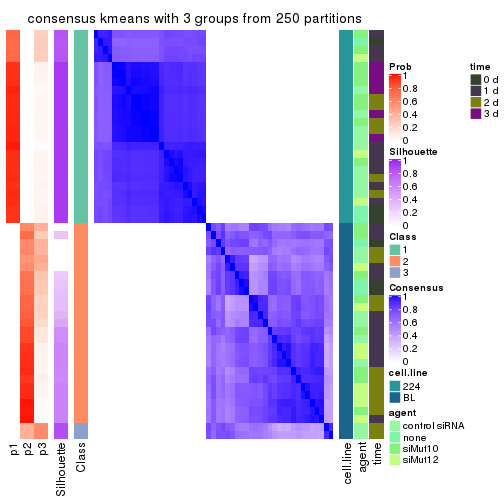 consensus kmeans with 3 groups from 250 partitions
Prob
1
0.8
0.6
0.4
0.2
0
time
0 d
1 d
2 d
3 d
Silhouette
1
0.8
0.6
0.4
0.2
0
Class
1
2
3
Consensus
1
0.8
0.6
0.4
0.2
0
cell.line
224
BL
agent
control siRNA
none
siMut10
siMut12
p1
p2
p3
Silhouette
Class
cell.line
agent
time